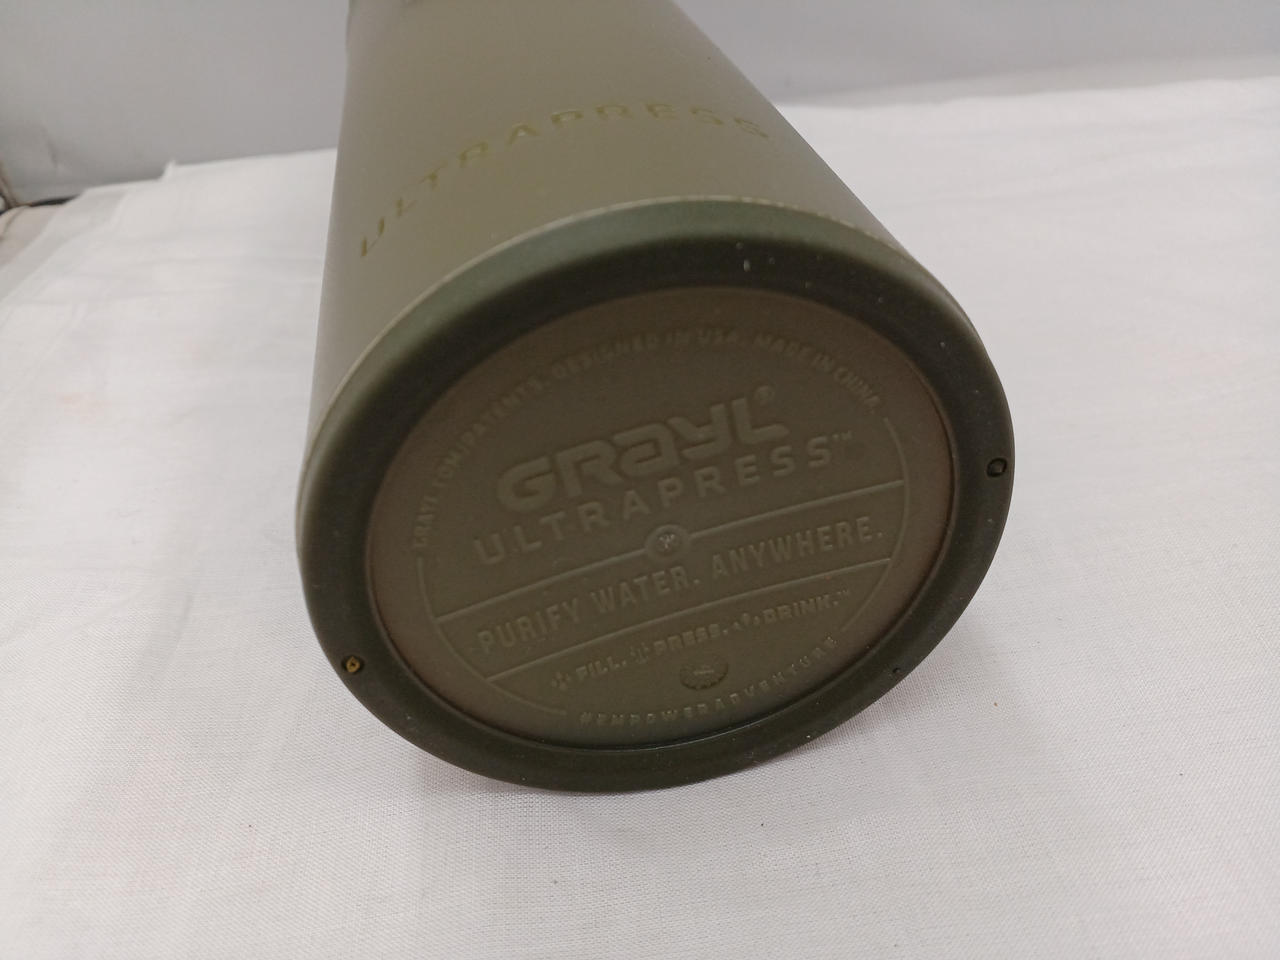 ULTRAPRESS
GRAYL.COM/PATENTS. DESIGNED IN USA. MADE IN CHINA.
GRAYL®
ULTRAPRESS™
PURIFY WATER. ANYWHERE.
FILL. PRESS. DRINK.™
#EMPOWERADVENTURE